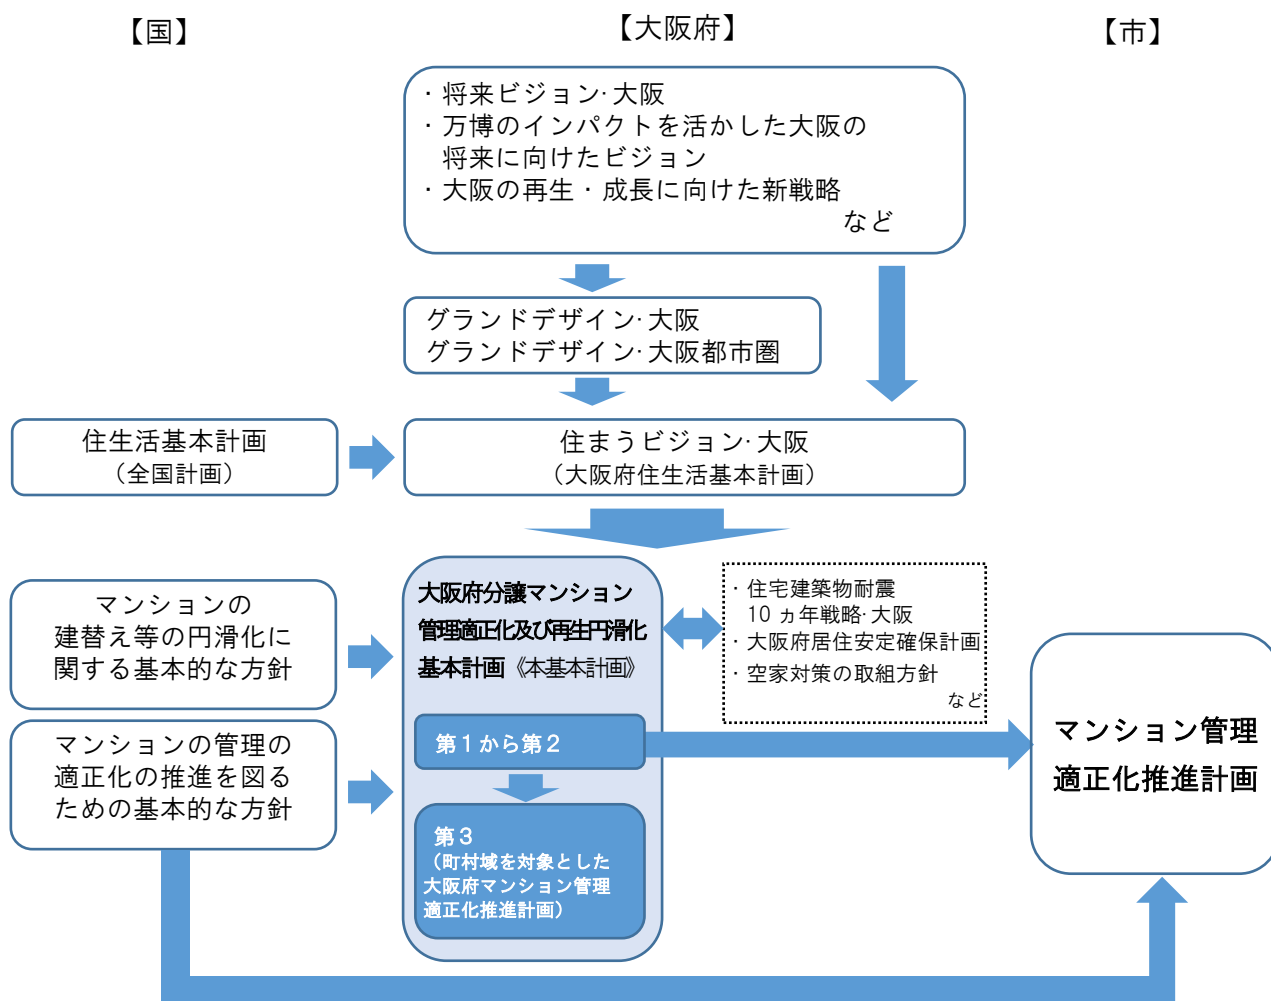 【国】
【大阪府】
【市】
・将来ビジョン・大阪
・万博のインパクトを活かした大阪の
将来に向けたビジョン
・大阪の再生・成長に向けた新戦略
など
グランドデザイン・大阪
グランドデザイン・大阪都市圏
住生活基本計画
（全国計画）
住まうビジョン・大阪
（大阪府住生活基本計画）
マンションの
建替え等の円滑化に
関する基本的な方針
マンションの管理の
適正化の推進を図る
ための基本的な方針
大阪府分譲マンション
管理適正化及び再生円滑化
基本計画《本基本計画》
第１から第２
第３
（町村域を対象とした
大阪府マンション管理
適正化推進計画）
・住宅建築物耐震
10ヵ年戦略・大阪
・大阪府居住安定確保計画
・空家対策の取組方針
など
マンション管理
適正化推進計画